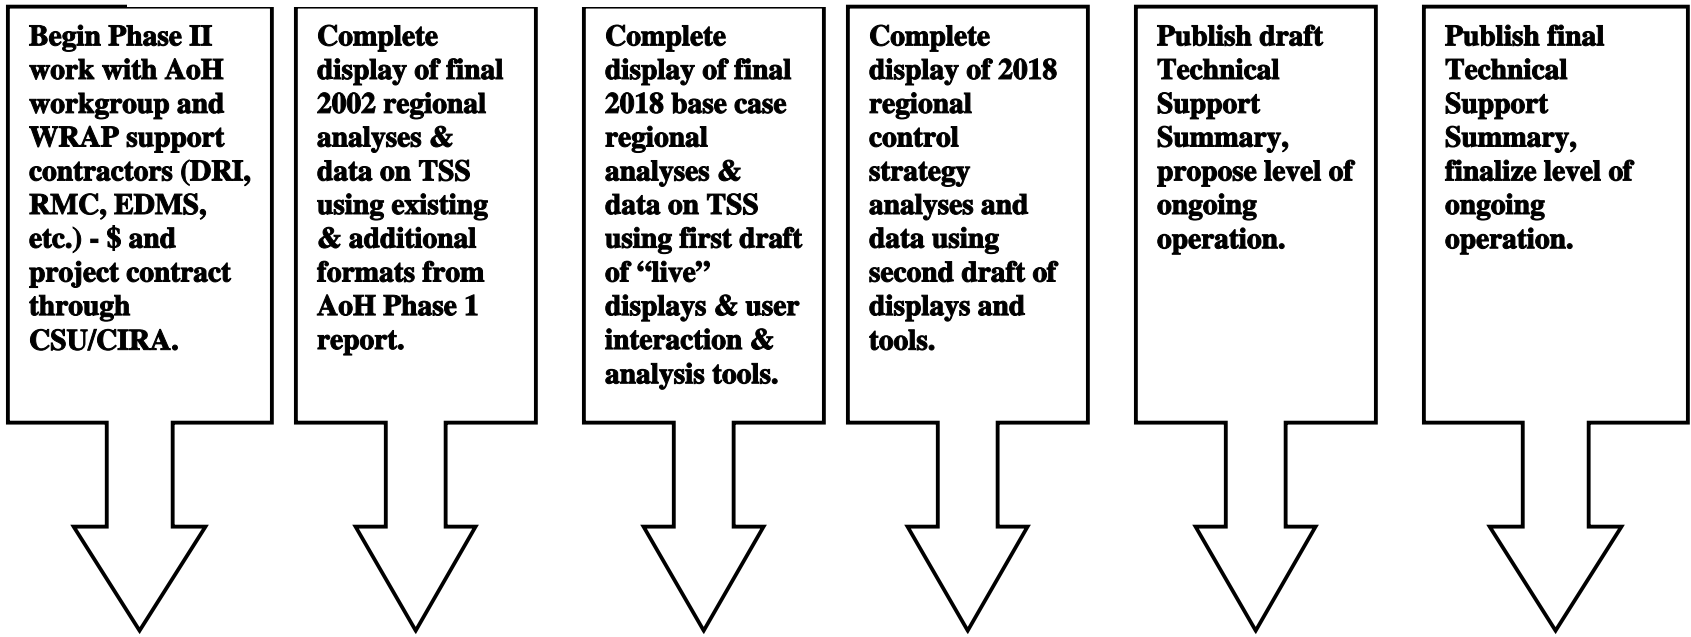 Begin Phase II
work with AoH
workgroup and
WRAP support
contractors (DRI,
RMC, EDMS,
etc.) - $ and
project contract
through
CSU/CIRA.
Complete
display of final
2002 regional
analyses &
data on TSS
using existing
& additional
formats from
AoH Phase 1
report.
Complete
display of final
2018 base case
regional
analyses &
data on TSS
using first draft
of “live”
displays & user
interaction &
analysis tools.
Complete
display of 2018
regional
control
strategy
analyses and
data using
second draft of
displays and
tools.
Publish draft
Technical
Support
Summary,
propose level of
ongoing
operation.
Publish final
Technical
Support
Summary,
finalize level of
ongoing
operation.